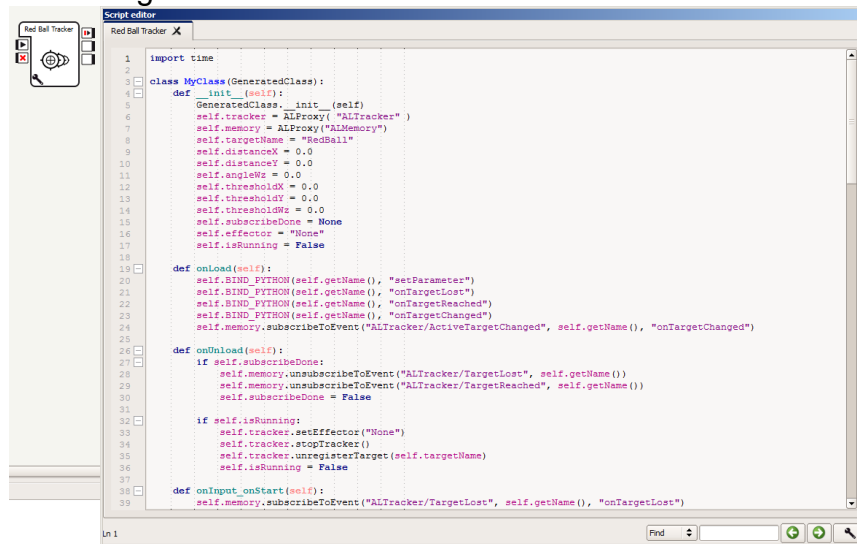 Script editor
Red Ball Tracker
Red Ball Tracker
1 import time
2
3 class MyClass(GeneratedClass):
4     def __init__(self):
5         GeneratedClass.__init__(self)
6         self.tracker = ALProxy( "ALTracker" )
7         self.memory = ALProxy("ALMemory")
8         self.targetName = "RedBall"
9         self.distanceX = 0.0
10         self.distanceY = 0.0
11         self.angleWz = 0.0
12         self.thresholdX = 0.0
13         self.thresholdY = 0.0
14         self.thresholdWz = 0.0
15         self.subscribeDone = None
16         self.effector = "None"
17         self.isRunning = False
18
19     def onLoad(self):
20         self.BIND_PYTHON(self.getName(), "setParameter")
21         self.BIND_PYTHON(self.getName(), "onTargetLost")
22         self.BIND_PYTHON(self.getName(), "onTargetReached")
23         self.BIND_PYTHON(self.getName(), "onTargetChanged")
24         self.memory.subscribeToEvent("ALTracker/ActiveTargetChanged", self.getName(), "onTargetChanged")
25
26     def onUnload(self):
27         if self.subscribeDone:
28             self.memory.unsubscribeToEvent("ALTracker/TargetLost", self.getName())
29             self.memory.unsubscribeToEvent("ALTracker/TargetReached", self.getName())
30             self.subscribeDone = False
31
32         if self.isRunning:
33             self.tracker.setEffector("None")
34             self.tracker.stopTracker()
35             self.tracker.unregisterTarget(self.targetName)
36             self.isRunning = False
37
38     def onInput_onStart(self):
39         self.memory.subscribeToEvent("ALTracker/TargetLost", self.getName(), "onTargetLost")
Ln 1
Find